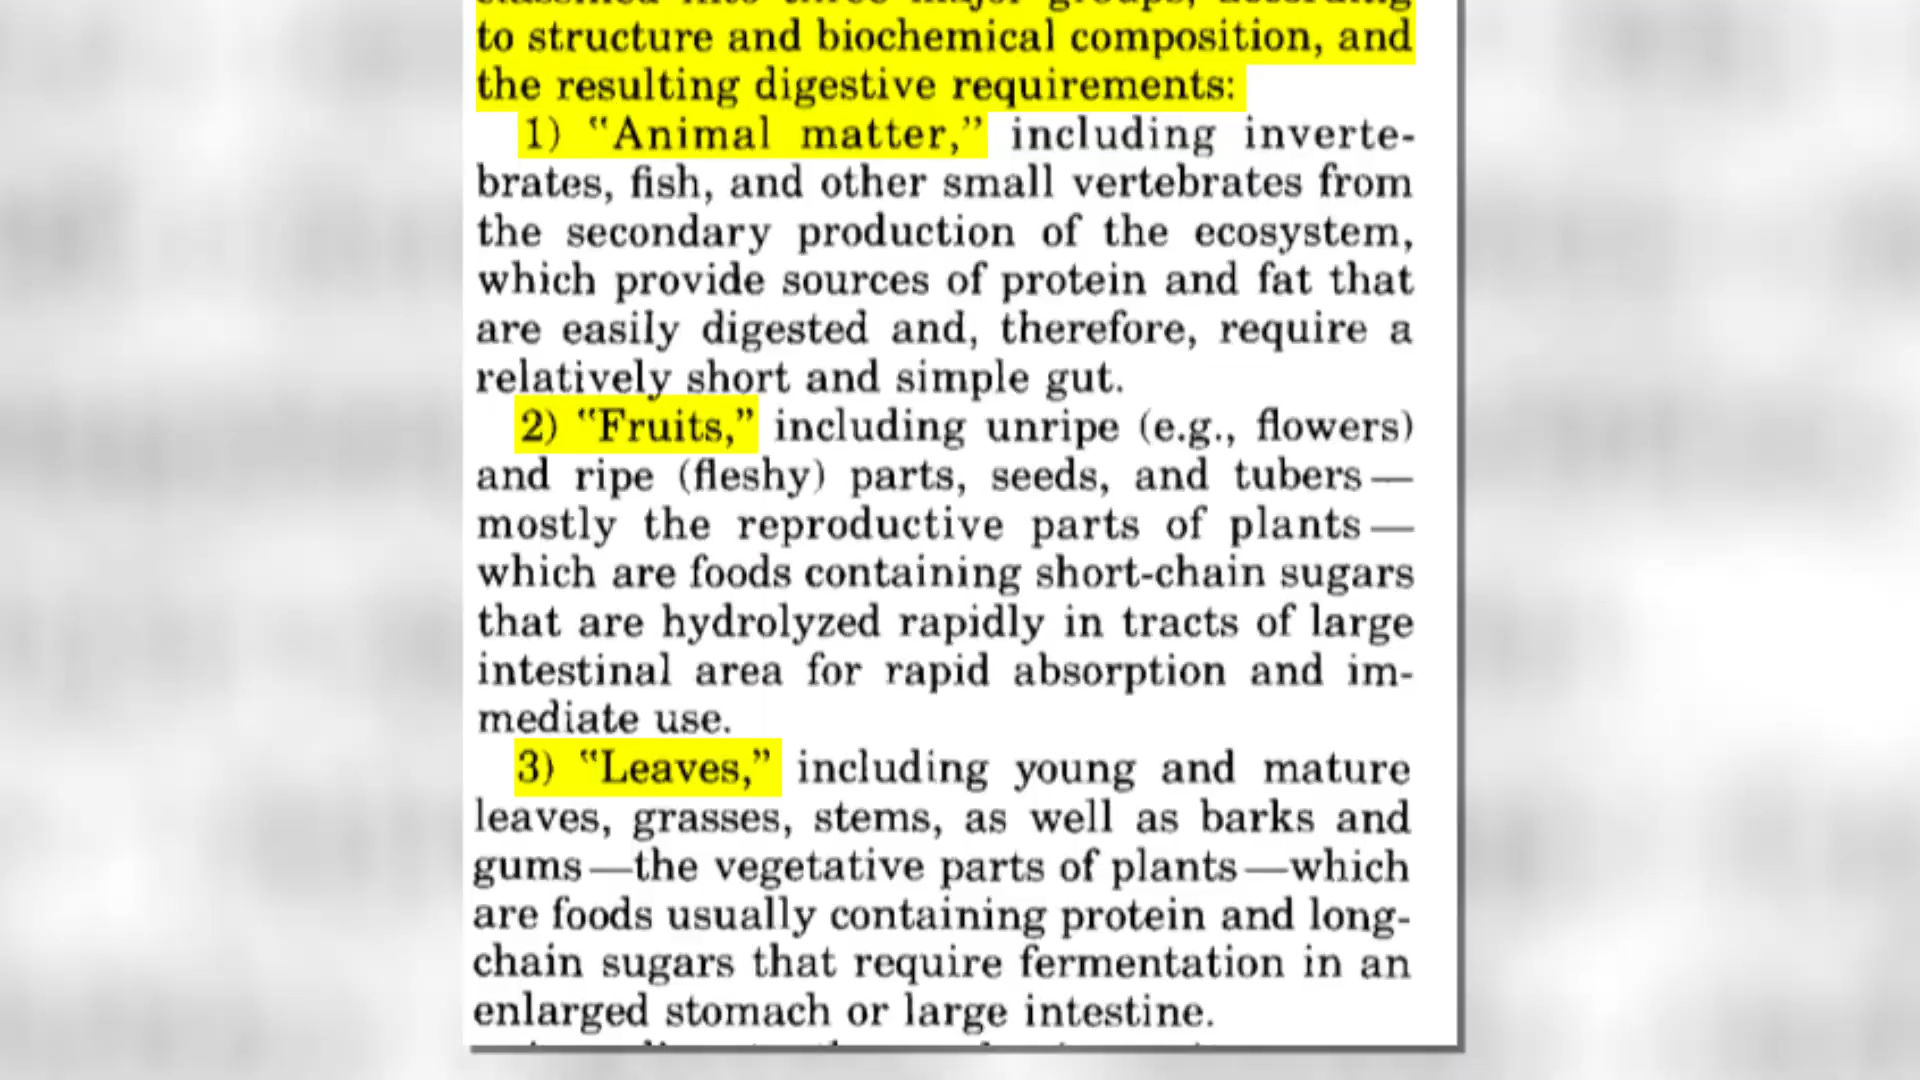 classified into three major groups, according
to structure and biochemical composition, and
the resulting digestive requirements:
1) “Animal matter,” including inverte-
brates, fish, and other small vertebrates from
the secondary production of the ecosystem,
which provide sources of protein and fat that
are easily digested and, therefore, require a
relatively short and simple gut.
2) “Fruits,” including unripe (e.g., flowers)
and ripe (fleshy) parts, seeds, and tubers—
mostly the reproductive parts of plants—
which are foods containing short-chain sugars
that are hydrolyzed rapidly in tracts of large
intestinal area for rapid absorption and im-
mediate use.
3) “Leaves,” including young and mature
leaves, grasses, stems, as well as barks and
gums—the vegetative parts of plants—which
are foods usually containing protein and long-
chain sugars that require fermentation in an
enlarged stomach or large intestine.